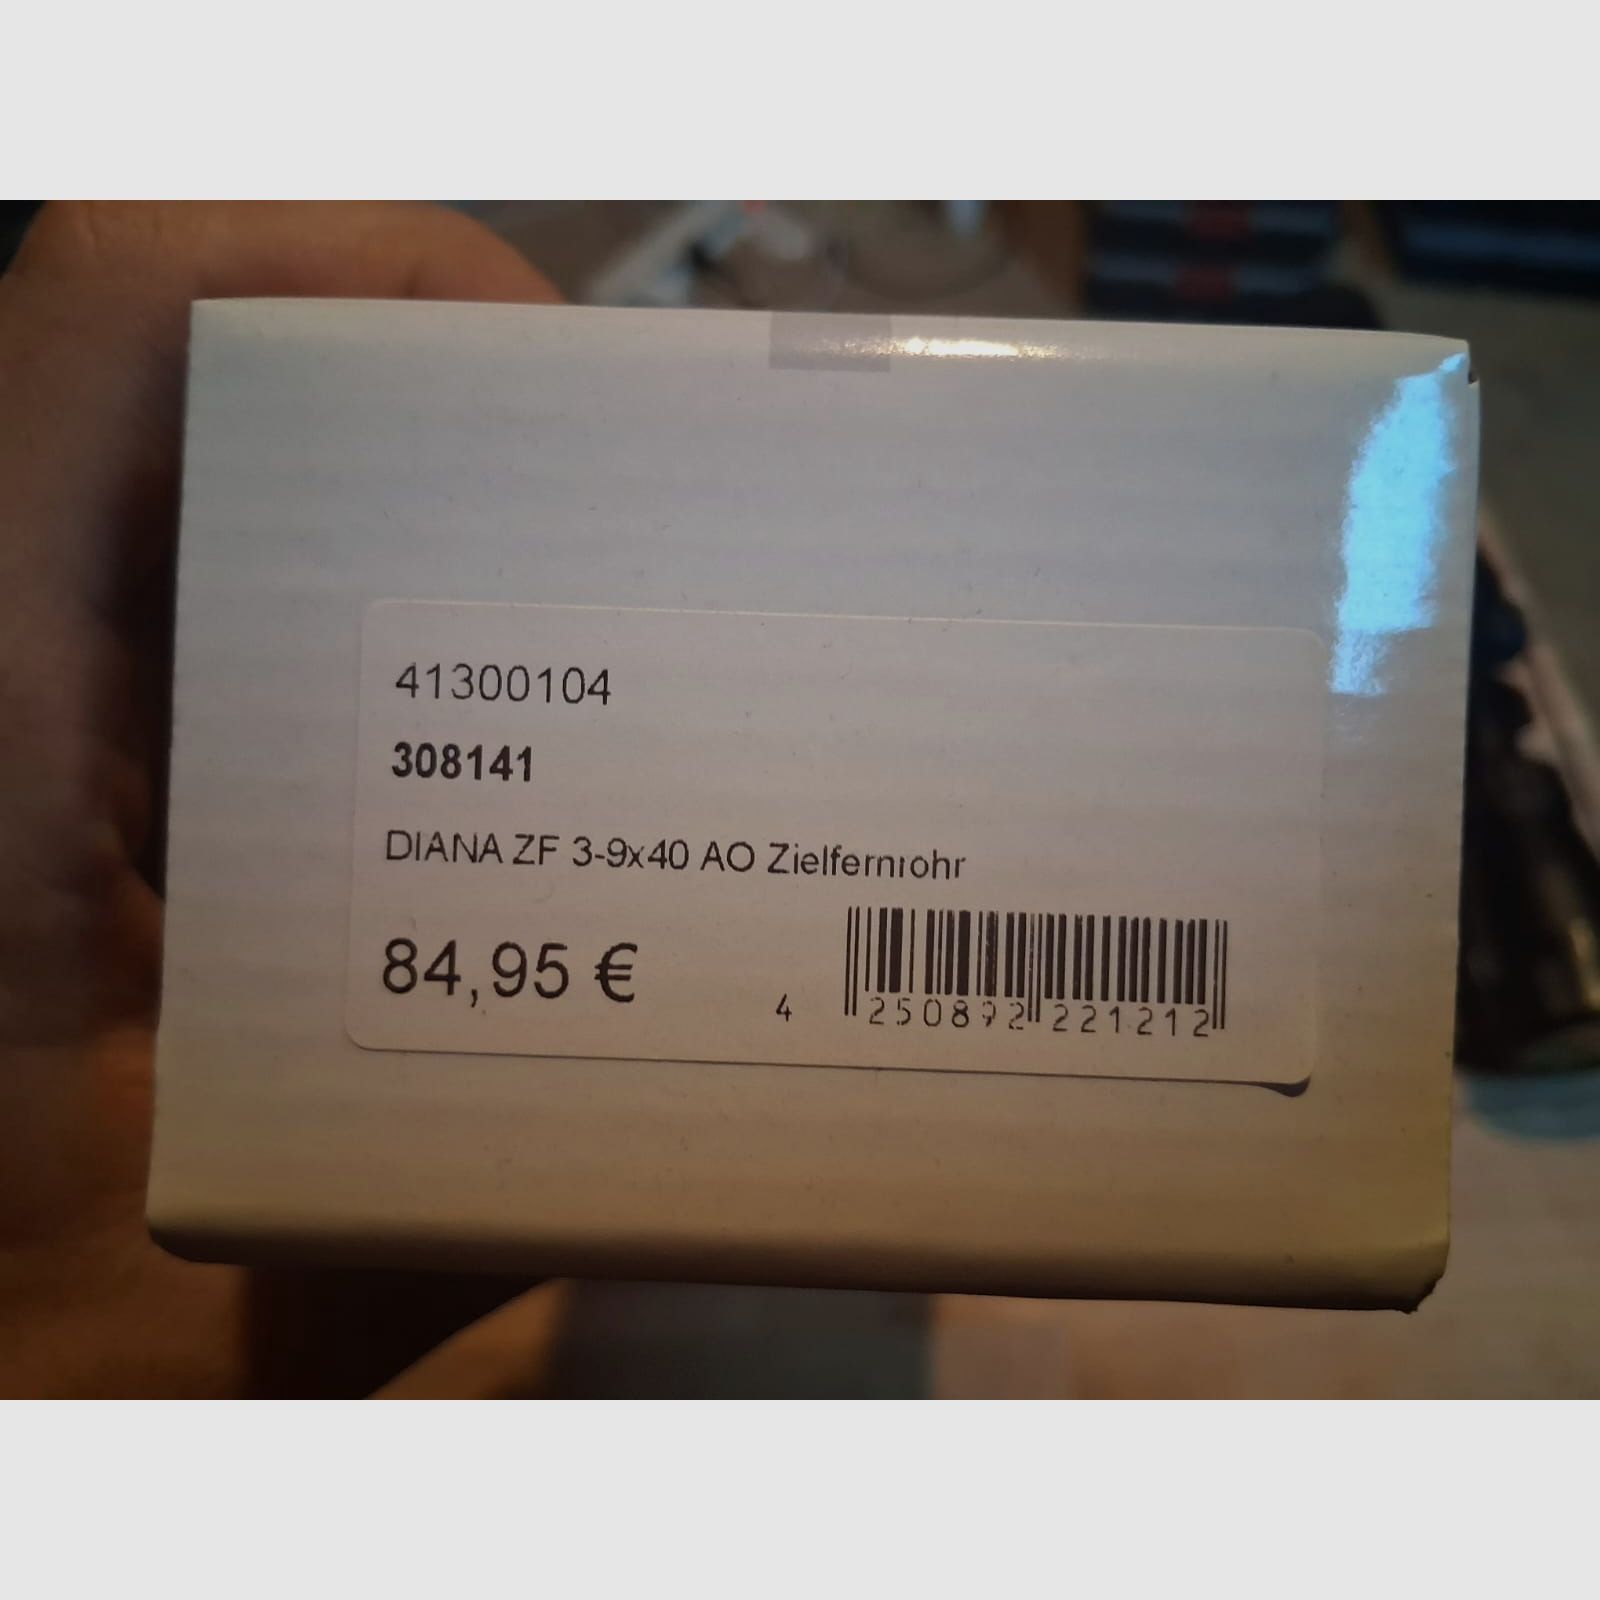 41300104
308141
DIANA ZF 3-9x40 AO Zielfernrohr
84,95 €
4 250892 221212